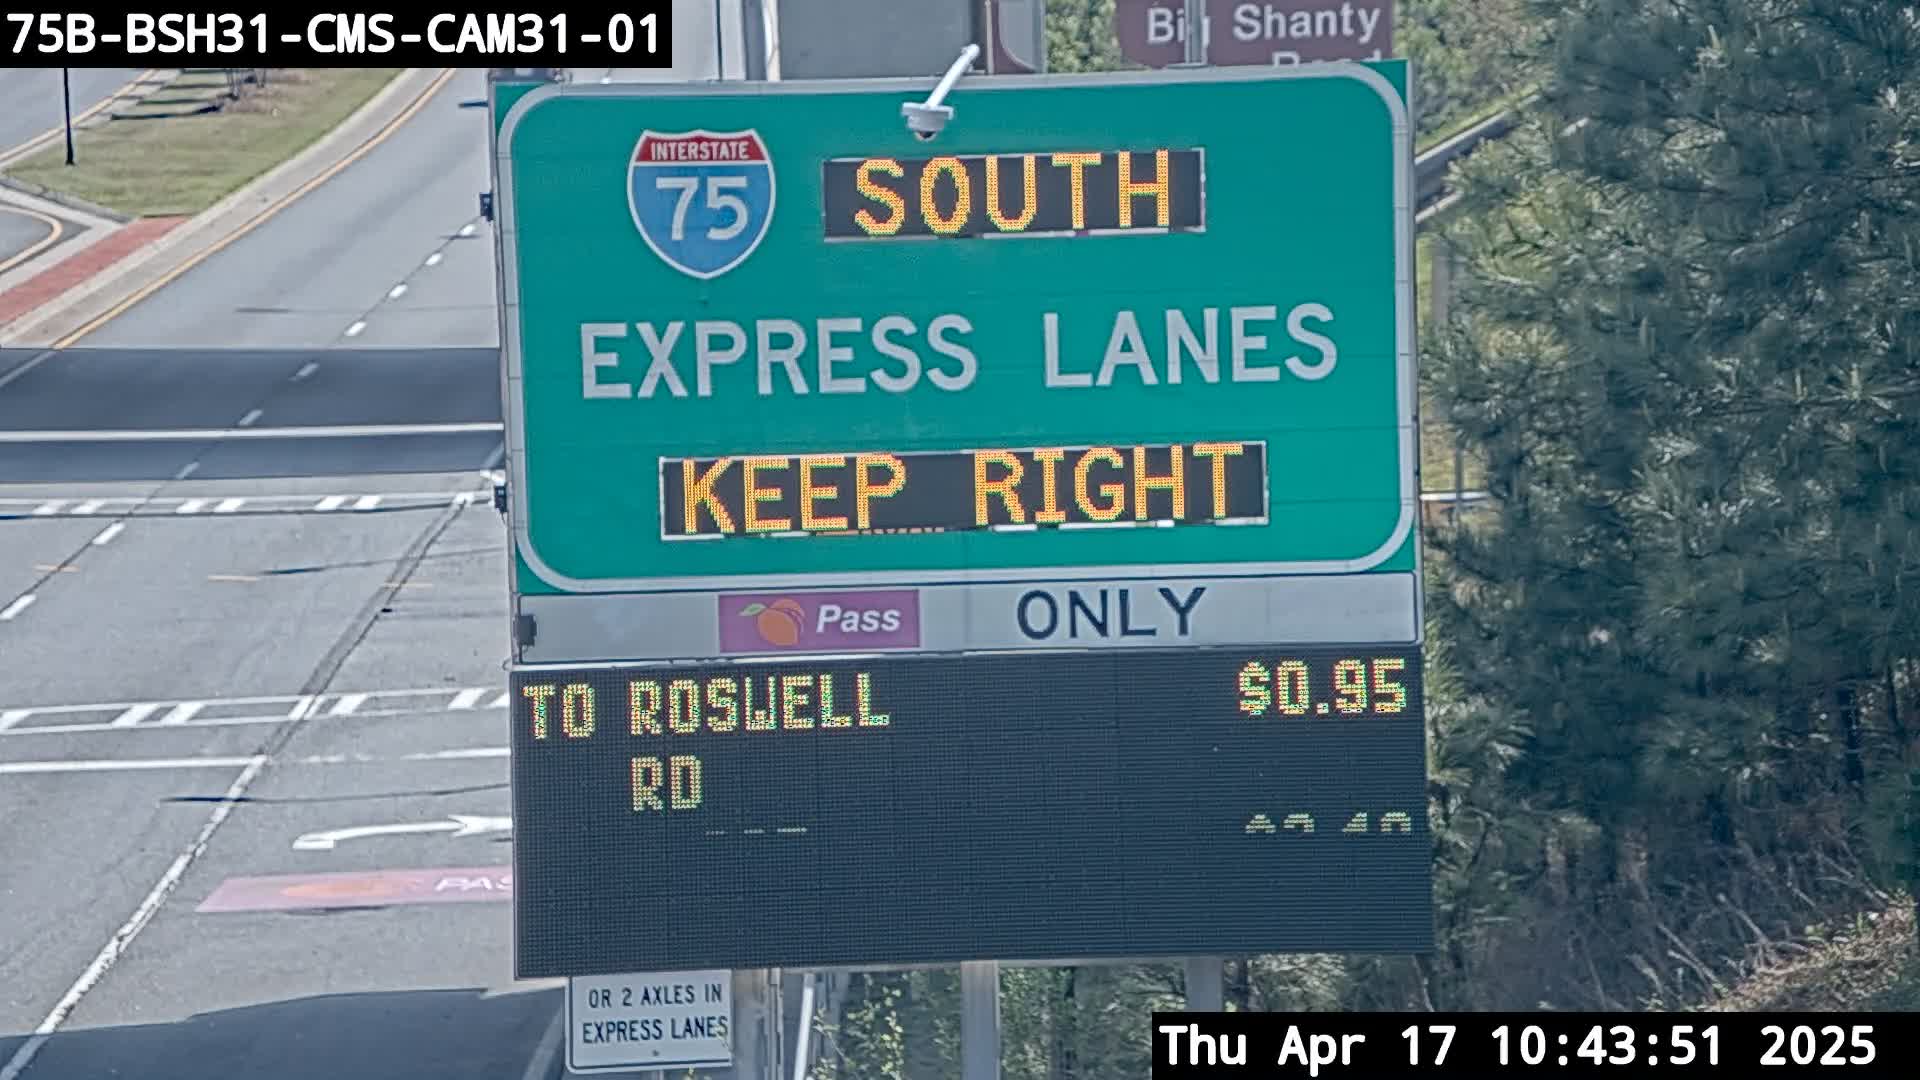 75B-BSH31-CMS-CAM31-01
Big Shanty
Road
INTERSTATE
75
SOUTH
EXPRESS LANES
KEEP RIGHT
Pass
ONLY
TO ROSWELL $0.95
RD
OR 2 AXLES IN
EXPRESS LANES
Thu Apr 17 10:43:51 2025